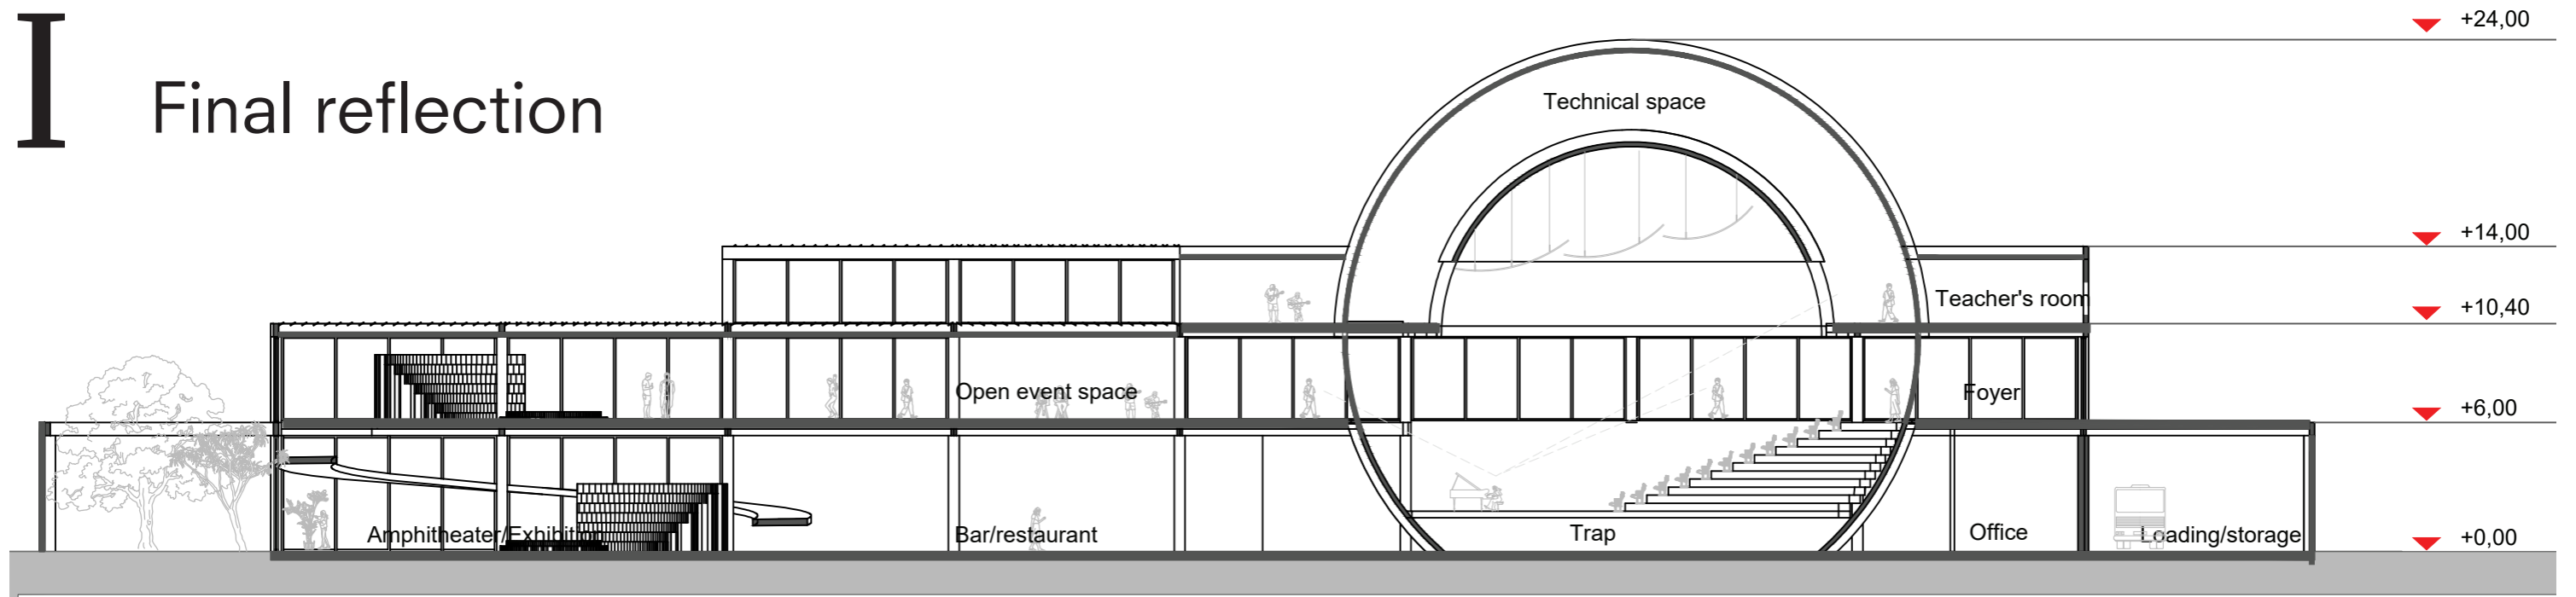 I
Final reflection
+24,00
Technical space
+14,00
Teacher's room
+10,40
Open event space
Foyer
+6,00
Amphitheater/Exhibition
Bar/restaurant
Trap
Office
Loading/storage
+0,00